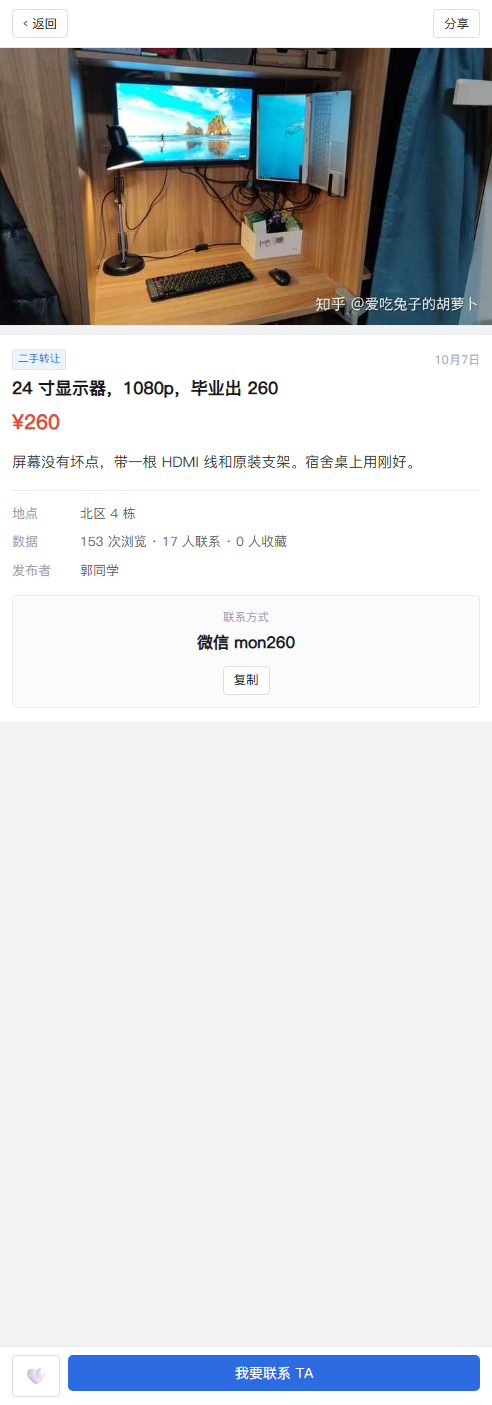 ‹ 返回
分享
知乎 @爱吃兔子的胡萝卜
二手转让
10月7日
24 寸显示器，1080p，毕业出 260
¥260
屏幕没有坏点，带一根 HDMI 线和原装支架。宿舍桌上用刚好。
地点 北区 4 栋
数据 153 次浏览 · 17 人联系 · 0 人收藏
发布者 郭同学
联系方式
微信 mon260
复制
我要联系 TA